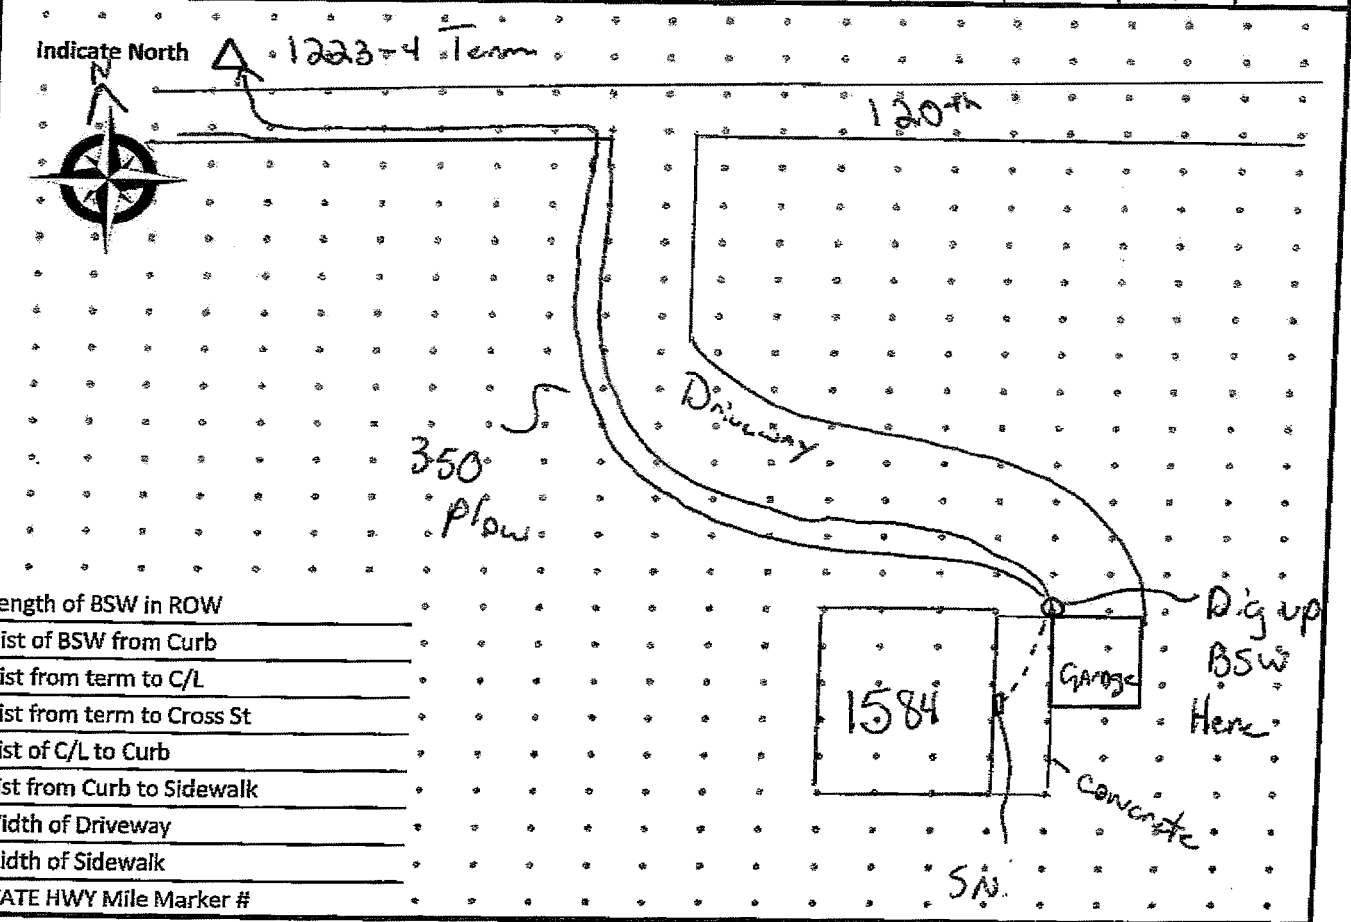 Indicate North
1223-4 Term
N
120th
Driveway
350
Plow
Dig up
BSW
Here
Garage
1584
Concrete
SN.
ength of BSW in ROW
ist of BSW from Curb
ist from term to C/L
ist from term to Cross St
ist of C/L to Curb
ist from Curb to Sidewalk
idth of Driveway
idth of Sidewalk
ATE HWY Mile Marker #